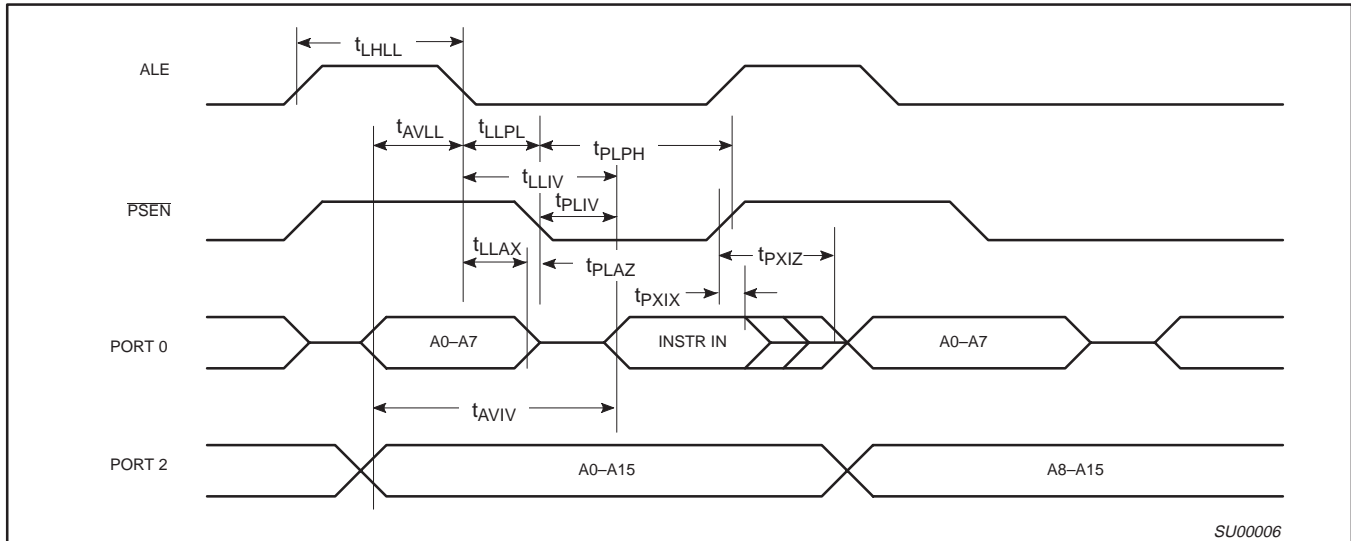 tLHLL
ALE
tAVLL tLLPL
tPLPH
tLLIV
PSEN
tPLIV
tLLAX
tPLAZ
tPXIZ
tPXIX
PORT 0 A0–A7 INSTR IN A0–A7
tAVIV
PORT 2 A0–A15 A8–A15
SU00006